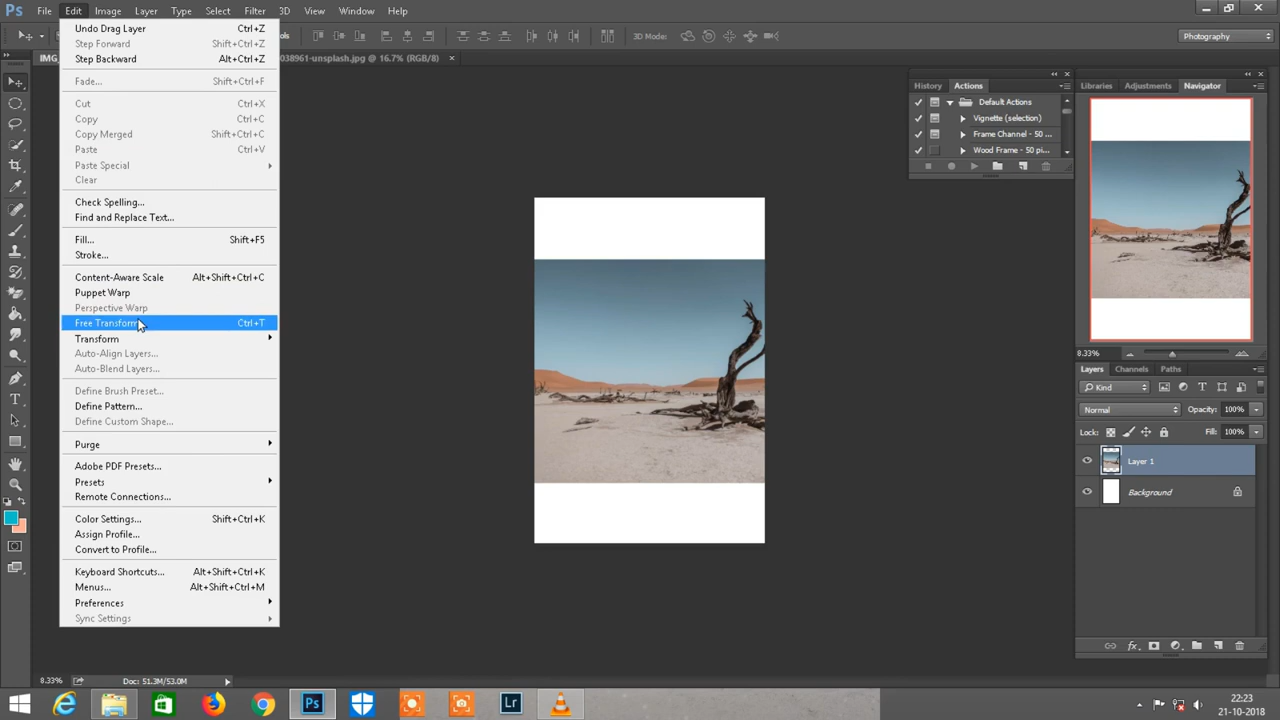 Ps File Edit Image Layer Type Select Filter 3D View Window Help
3D Mode:
Photography
IMG_
038961-unsplash.jpg @ 16.7% (RGB/8) ×
Undo Drag Layer Ctrl+Z
Step Forward Shift+Ctrl+Z
Step Backward Alt+Ctrl+Z
Fade... Shift+Ctrl+F
Cut Ctrl+X
Copy Ctrl+C
Copy Merged Shift+Ctrl+C
Paste Ctrl+V
Paste Special
Clear
Check Spelling...
Find and Replace Text...
Fill... Shift+F5
Stroke...
Content-Aware Scale Alt+Shift+Ctrl+C
Puppet Warp
Perspective Warp
Free Transform Ctrl+T
Transform
Auto-Align Layers...
Auto-Blend Layers...
Define Brush Preset...
Define Pattern...
Define Custom Shape...
Purge
Adobe PDF Presets...
Presets
Remote Connections...
Color Settings... Shift+Ctrl+K
Assign Profile...
Convert to Profile...
Keyboard Shortcuts... Alt+Shift+Ctrl+K
Menus... Alt+Shift+Ctrl+M
Preferences
Sync Settings
History Actions
Default Actions
Vignette (selection)
Frame Channel - 50 ...
Wood Frame - 50 pi...
Libraries Adjustments Navigator
8.33%
Layers Channels Paths
Kind
Normal Opacity: 100%
Lock: Fill: 100%
Layer 1
Background
8.33% Doc: 51.3M/53.0M
Ps Lr
22:23
21-10-2018